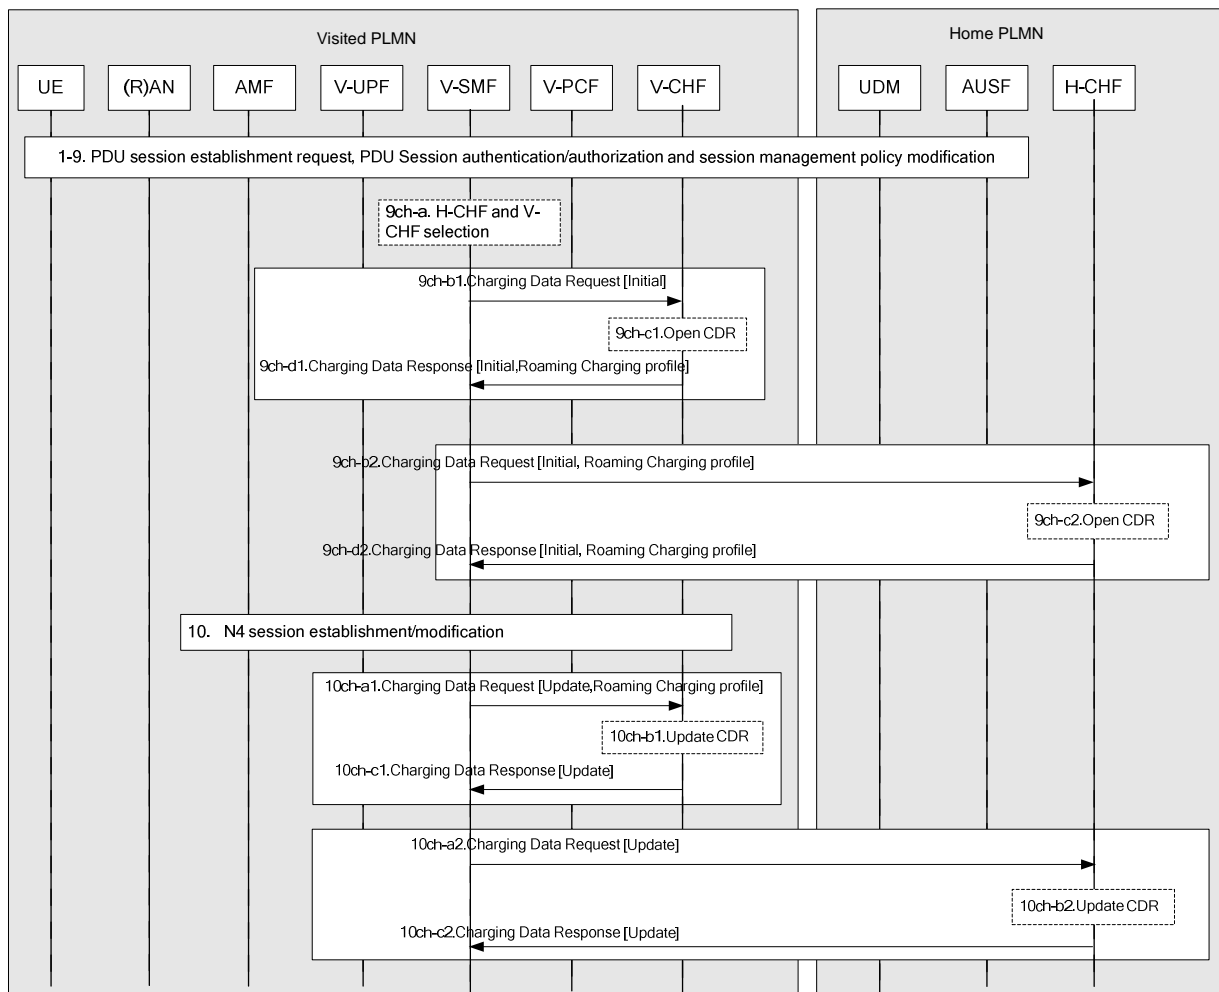 Visited PLMN
Home PLMN
UE
(R)AN
AMF
V-UPF
V-SMF
V-PCF
V-CHF
UDM
AUSF
H-CHF
1-9. PDU session establishment request, PDU Session authentication/authorization and session management policy modification
9ch-a. H-CHF and V-
CHF selection
9ch-b1.Charging Data Request [Initial]
9ch-c1.Open CDR
9ch-d1.Charging Data Response [Initial,Roaming Charging profile]
9ch-b2.Charging Data Request [Initial, Roaming Charging profile]
9ch-c2.Open CDR
9ch-d2.Charging Data Response [Initial, Roaming Charging profile]
10. N4 session establishment/modification
10ch-a1.Charging Data Request [Update,Roaming Charging profile]
10ch-b1.Update CDR
10ch-c1.Charging Data Response [Update]
10ch-a2.Charging Data Request [Update]
10ch-b2.Update CDR
10ch-c2.Charging Data Response [Update]